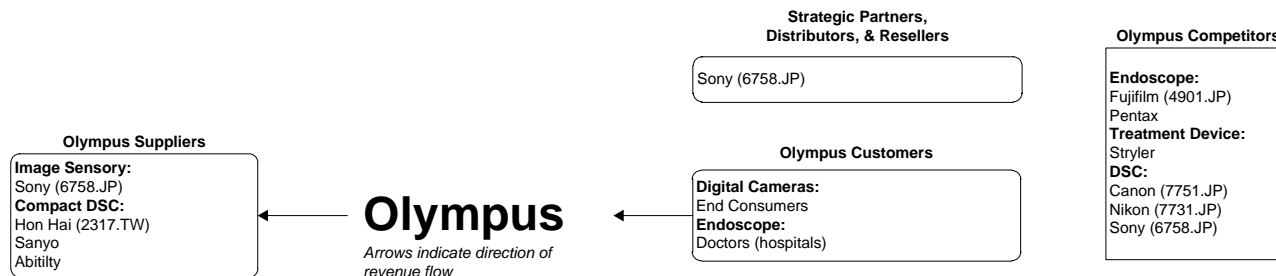 Strategic Partners,
Distributors, & Resellers
Sony (6758.JP)
Olympus Competitors
Endoscope:
Fujifilm (4901.JP)
Pentax
Treatment Device:
Stryler
DSC:
Canon (7751.JP)
Nikon (7731.JP)
Sony (6758.JP)
Olympus Suppliers
Image Sensory:
Sony (6758.JP)
Compact DSC:
Hon Hai (2317.TW)
Sanyo
Abitilty
Olympus
Arrows indicate direction of
revenue flow
Olympus Customers
Digital Cameras:
End Consumers
Endoscope:
Doctors (hospitals)